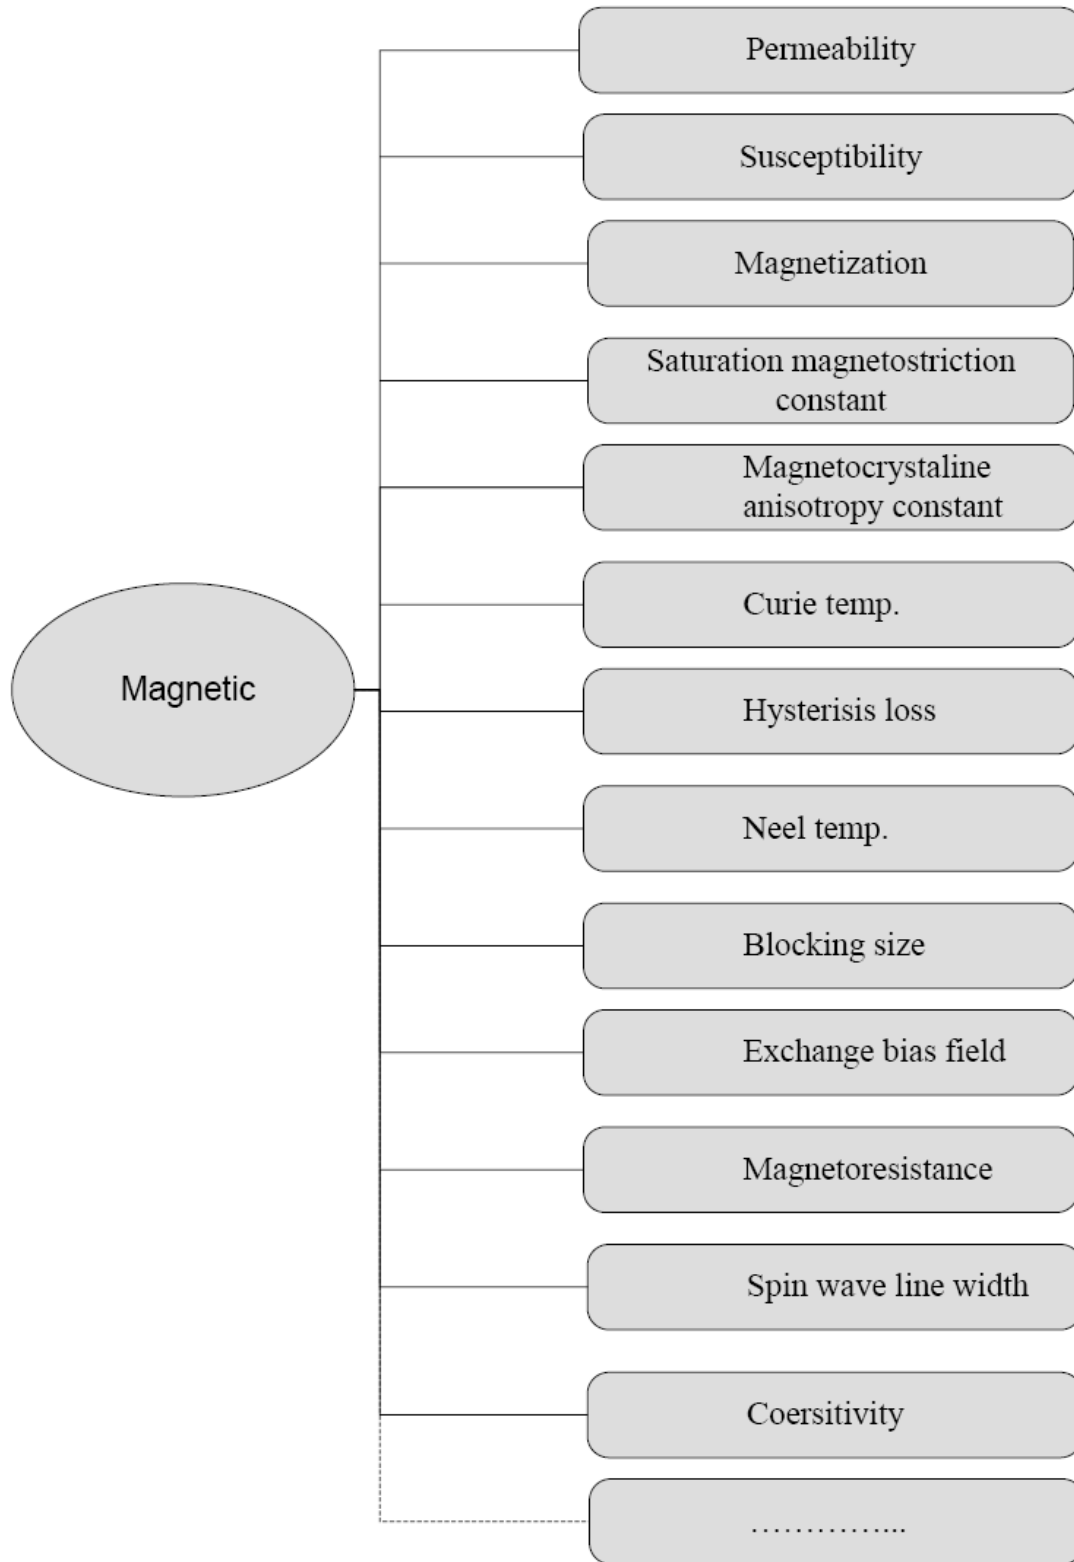 Permeability
Susceptibility
Magnetization
Saturation magnetostriction
constant
Magnetocrystaline
anisotropy constant
Curie temp.
Magnetic
Hysterisis loss
Neel temp.
Blocking size
Exchange bias field
Magnetoresistance
Spin wave line width
Coersitivity
…………...